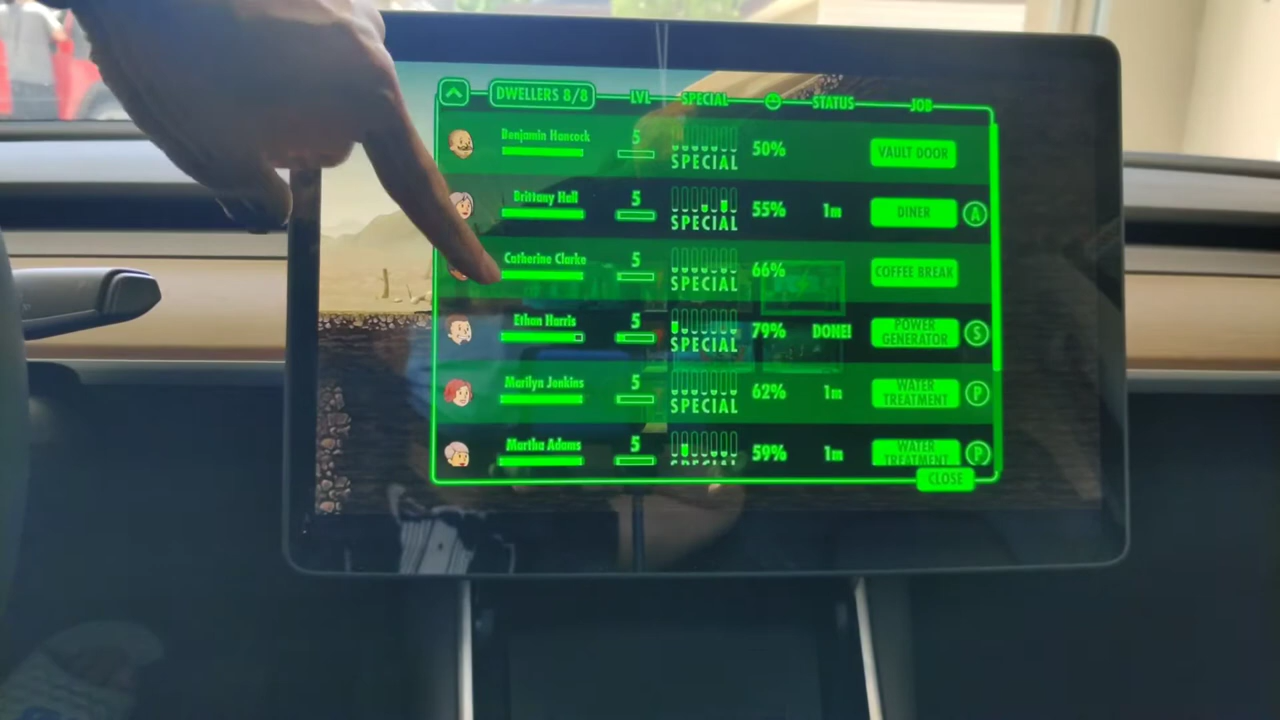 DWELLERS 8/8 LVL SPECIAL STATUS JOB
Benjamin Hancock 5 SPECIAL 50% VAULT DOOR
Brittany Hall 5 SPECIAL 55% 1m DINER A
Catherine Clarke 5 SPECIAL 66% COFFEE BREAK
Ethan Harris 5 SPECIAL 79% DONE! POWER GENERATOR S
Marilyn Jenkins 5 SPECIAL 62% 1m WATER TREATMENT P
Martha Adams 5 SPECIAL 59% 1m WATER TREATMENT P
CLOSE